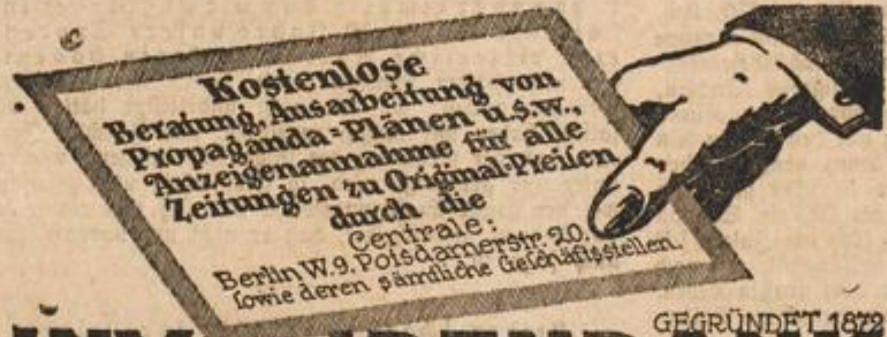 Kostenlose
Beratung, Ausarbeitung von
Propaganda-Plänen u.s.w.,
Anzeigenannahme für alle
Zeitungen zu Original-Preisen
durch die
Centrale:
Berlin W.9. Potsdamerstr. 20.
sowie deren sämtliche Geschäftsstellen.
GEGRÜNDET 1872